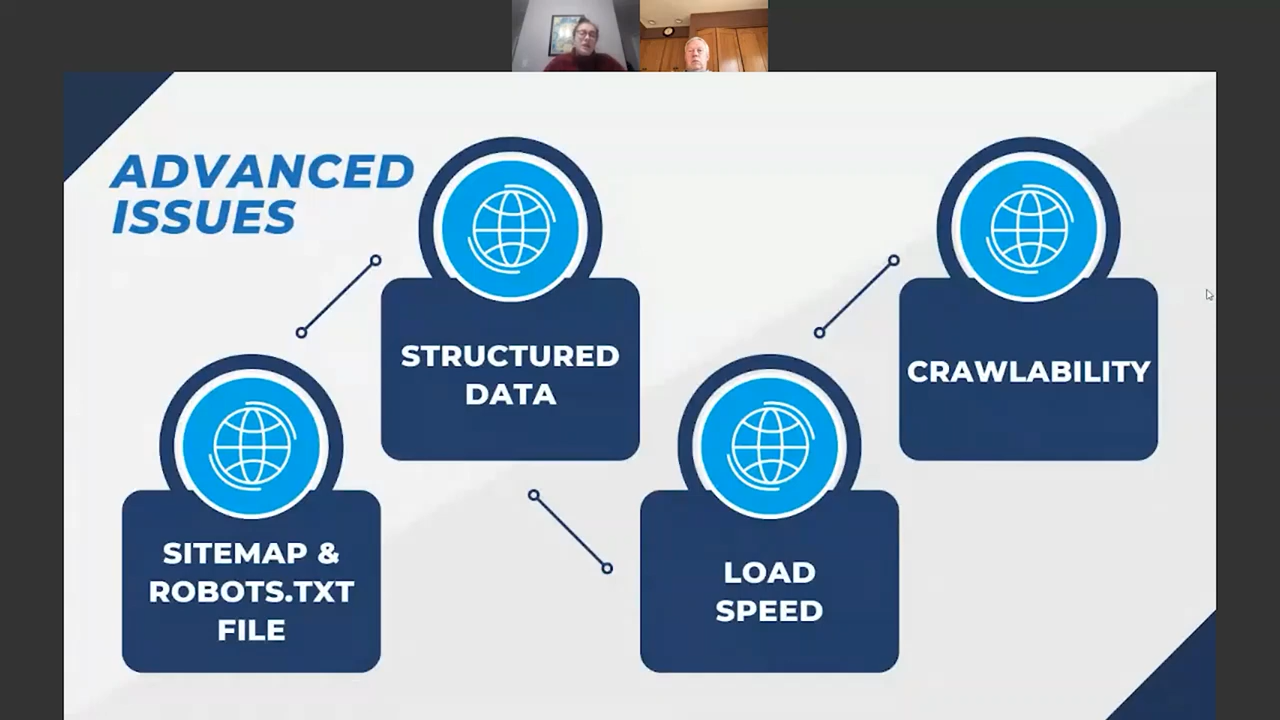 ADVANCED
ISSUES
SITEMAP &
ROBOTS.TXT
FILE
STRUCTURED
DATA
LOAD
SPEED
CRAWLABILITY